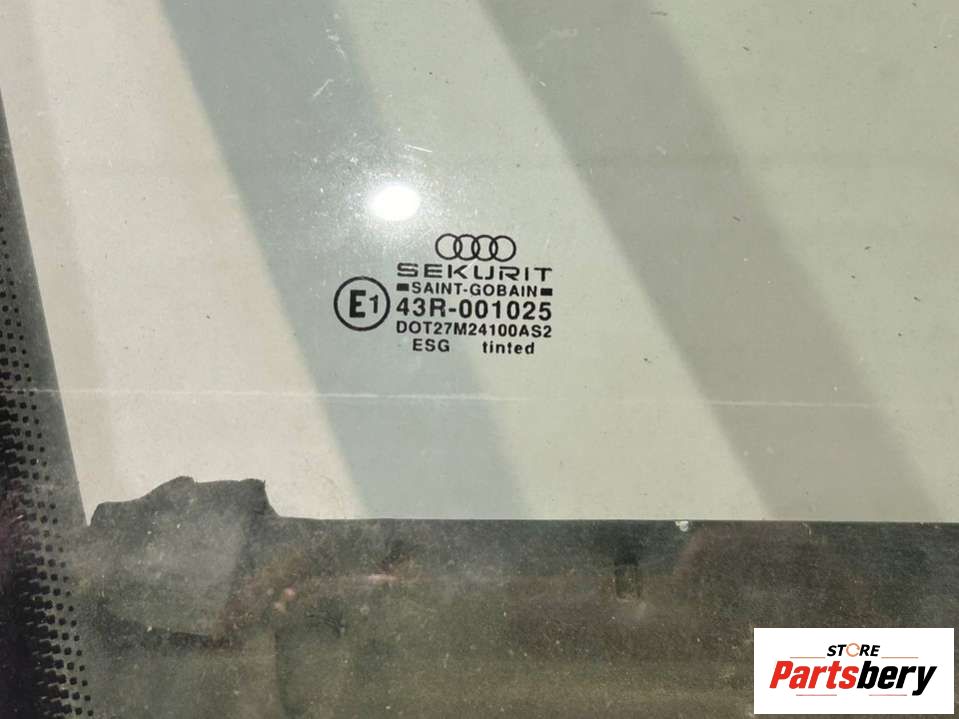 SEKURIT
SAINT-GOBAIN
E1 43R-001025
DOT27M24100AS2
ESG tinted
STORE
Partsbery